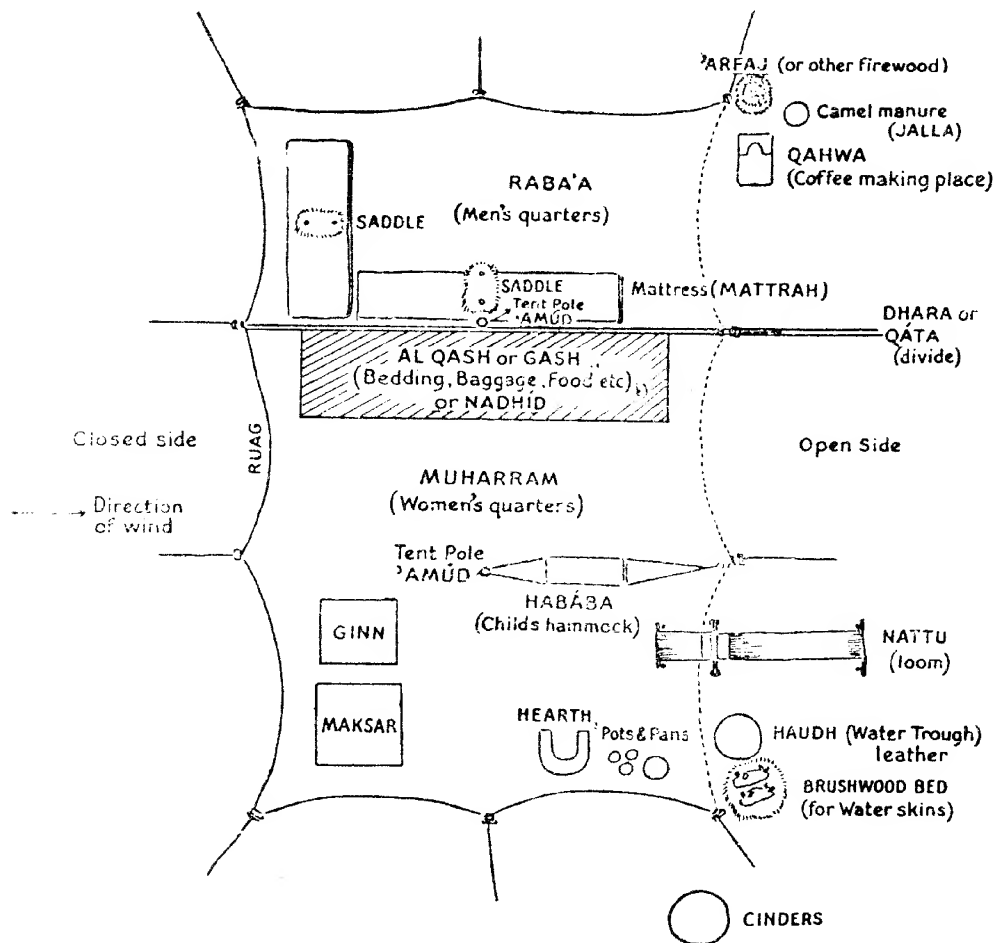 'ARFAJ (or other firewood)
Camel manure
(JALLA)
QAHWA
(Coffee making place)
RABA'A
(Men's quarters)
SADDLE
SADDLE
Tent Pole
'AMÚD
Mattress (MATTRAH)
DHARA or
QÁTA
(divide)
AL QASH or GASH
(Bedding, Baggage, Food etc)
or NADHÍD
Closed side
RUAG
Open Side
MUHARRAM
(Women's quarters)
Direction
of wind
Tent Pole
'AMÚD
HABÁBA
(Childs hammock)
GINN
NATTU
(loom)
MAKSAR
HEARTH
Pots & Pans
HAUDH (Water Trough)
leather
BRUSHWOOD BED
(for Water skins)
CINDERS